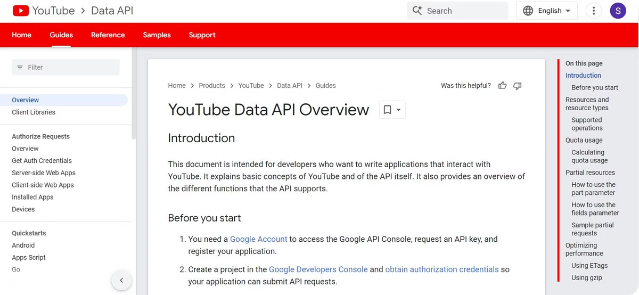 YouTube > Data API
Search
English
S
Home Guides Reference Samples Support
Filter
Overview
Client Libraries
Authorize Requests
Overview
Get Auth Credentials
Server-side Web Apps
Client-side Web Apps
Installed Apps
Devices
Quickstarts
Android
Apps Script
Go
Home > Products > YouTube > Data API > Guides
Was this helpful?
YouTube Data API Overview
Introduction
This document is intended for developers who want to write applications that interact with
YouTube. It explains basic concepts of YouTube and of the API itself. It also provides an overview of
the different functions that the API supports.
Before you start
1. You need a Google Account to access the Google API Console, request an API key, and
register your application.
2. Create a project in the Google Developers Console and obtain authorization credentials so
your application can submit API requests.
On this page
Introduction
Before you start
Resources and
resource types
Supported
operations
Quota usage
Calculating
quota usage
Partial resources
How to use the
part parameter
How to use the
fields parameter
Sample partial
requests
Optimizing
performance
Using ETags
Using gzip